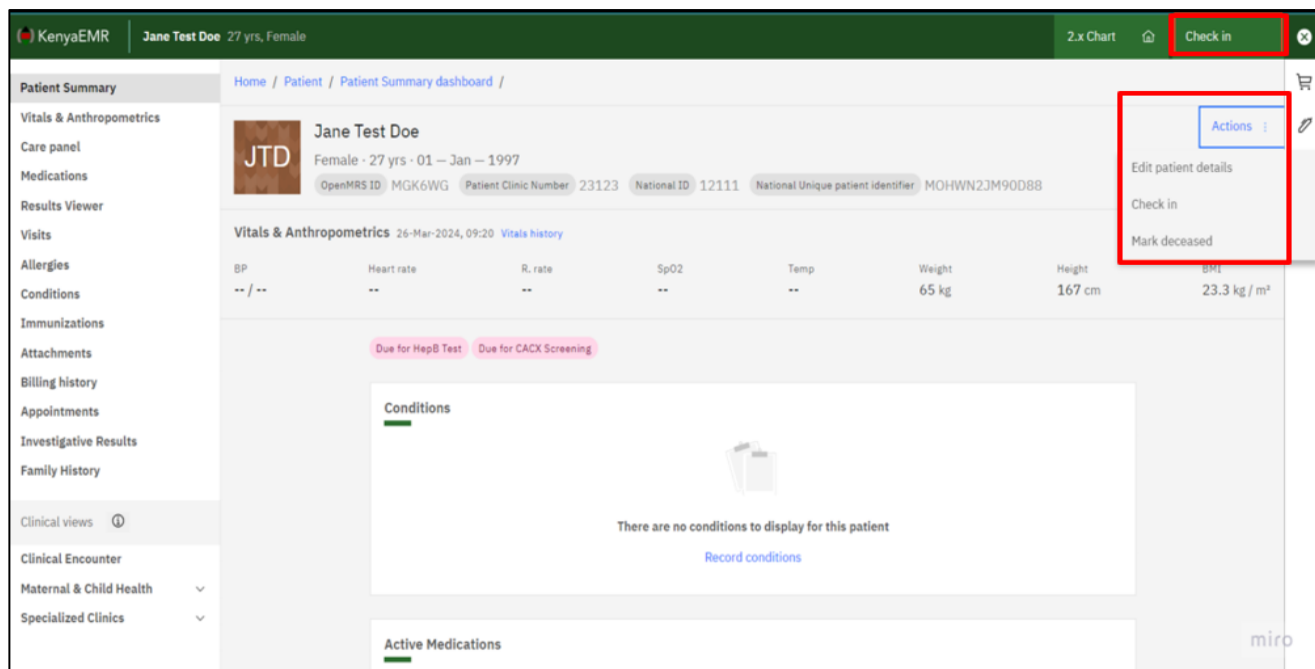 KenyaEMR Jane Test Doe 27 yrs, Female 2.x Chart Check in
Patient Summary
Vitals & Anthropometrics
Care panel
Medications
Results Viewer
Visits
Allergies
Conditions
Immunizations
Attachments
Billing history
Appointments
Investigative Results
Family History
Clinical views
Clinical Encounter
Maternal & Child Health
Specialized Clinics
Home / Patient / Patient Summary dashboard /
JTD
Jane Test Doe
Female · 27 yrs · 01 — Jan — 1997
OpenMRS ID MGK6WG Patient Clinic Number 23123 National ID 12111 National Unique patient identifier MOHWN2JM90D88
Actions
Edit patient details
Check in
Mark deceased
Vitals & Anthropometrics 26-Mar-2024, 09:20 Vitals history
BP Heart rate R. rate SpO2 Temp Weight Height BMI
-- / -- -- -- -- -- 65 kg 167 cm 23.3 kg / m²
Due for HepB Test Due for CACX Screening
Conditions
There are no conditions to display for this patient
Record conditions
Active Medications
miro